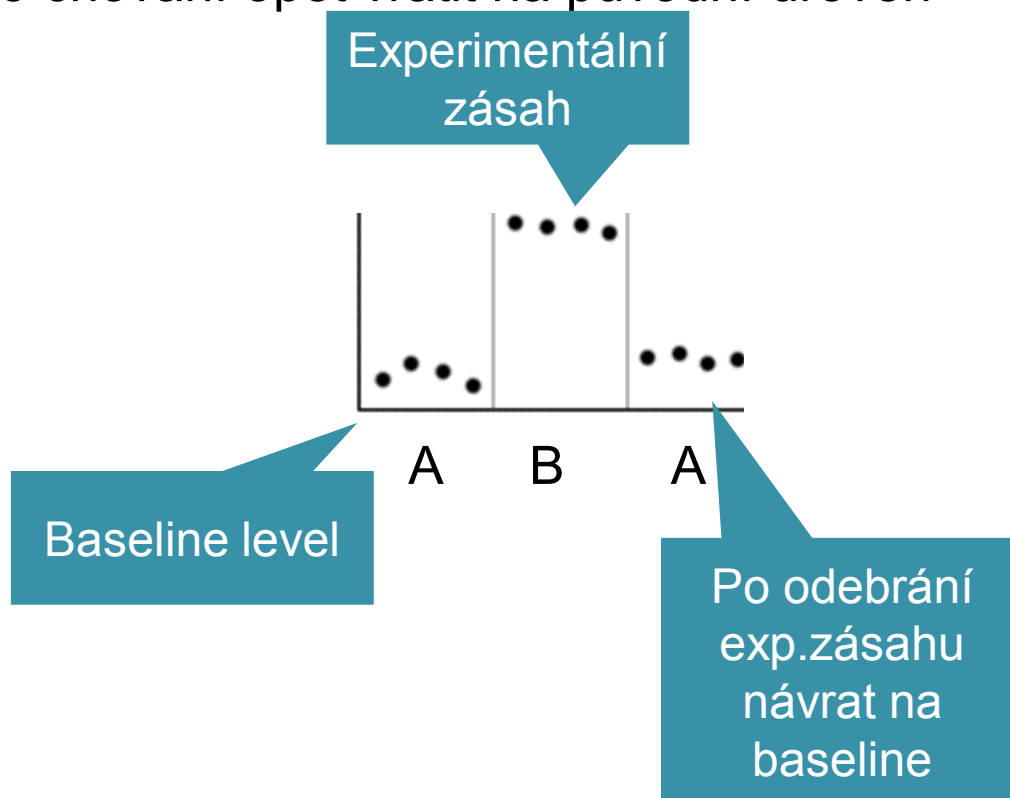 Experimentální
zásah
A B A
Baseline level
Po odebrání
exp.zásahu
návrat na
baseline